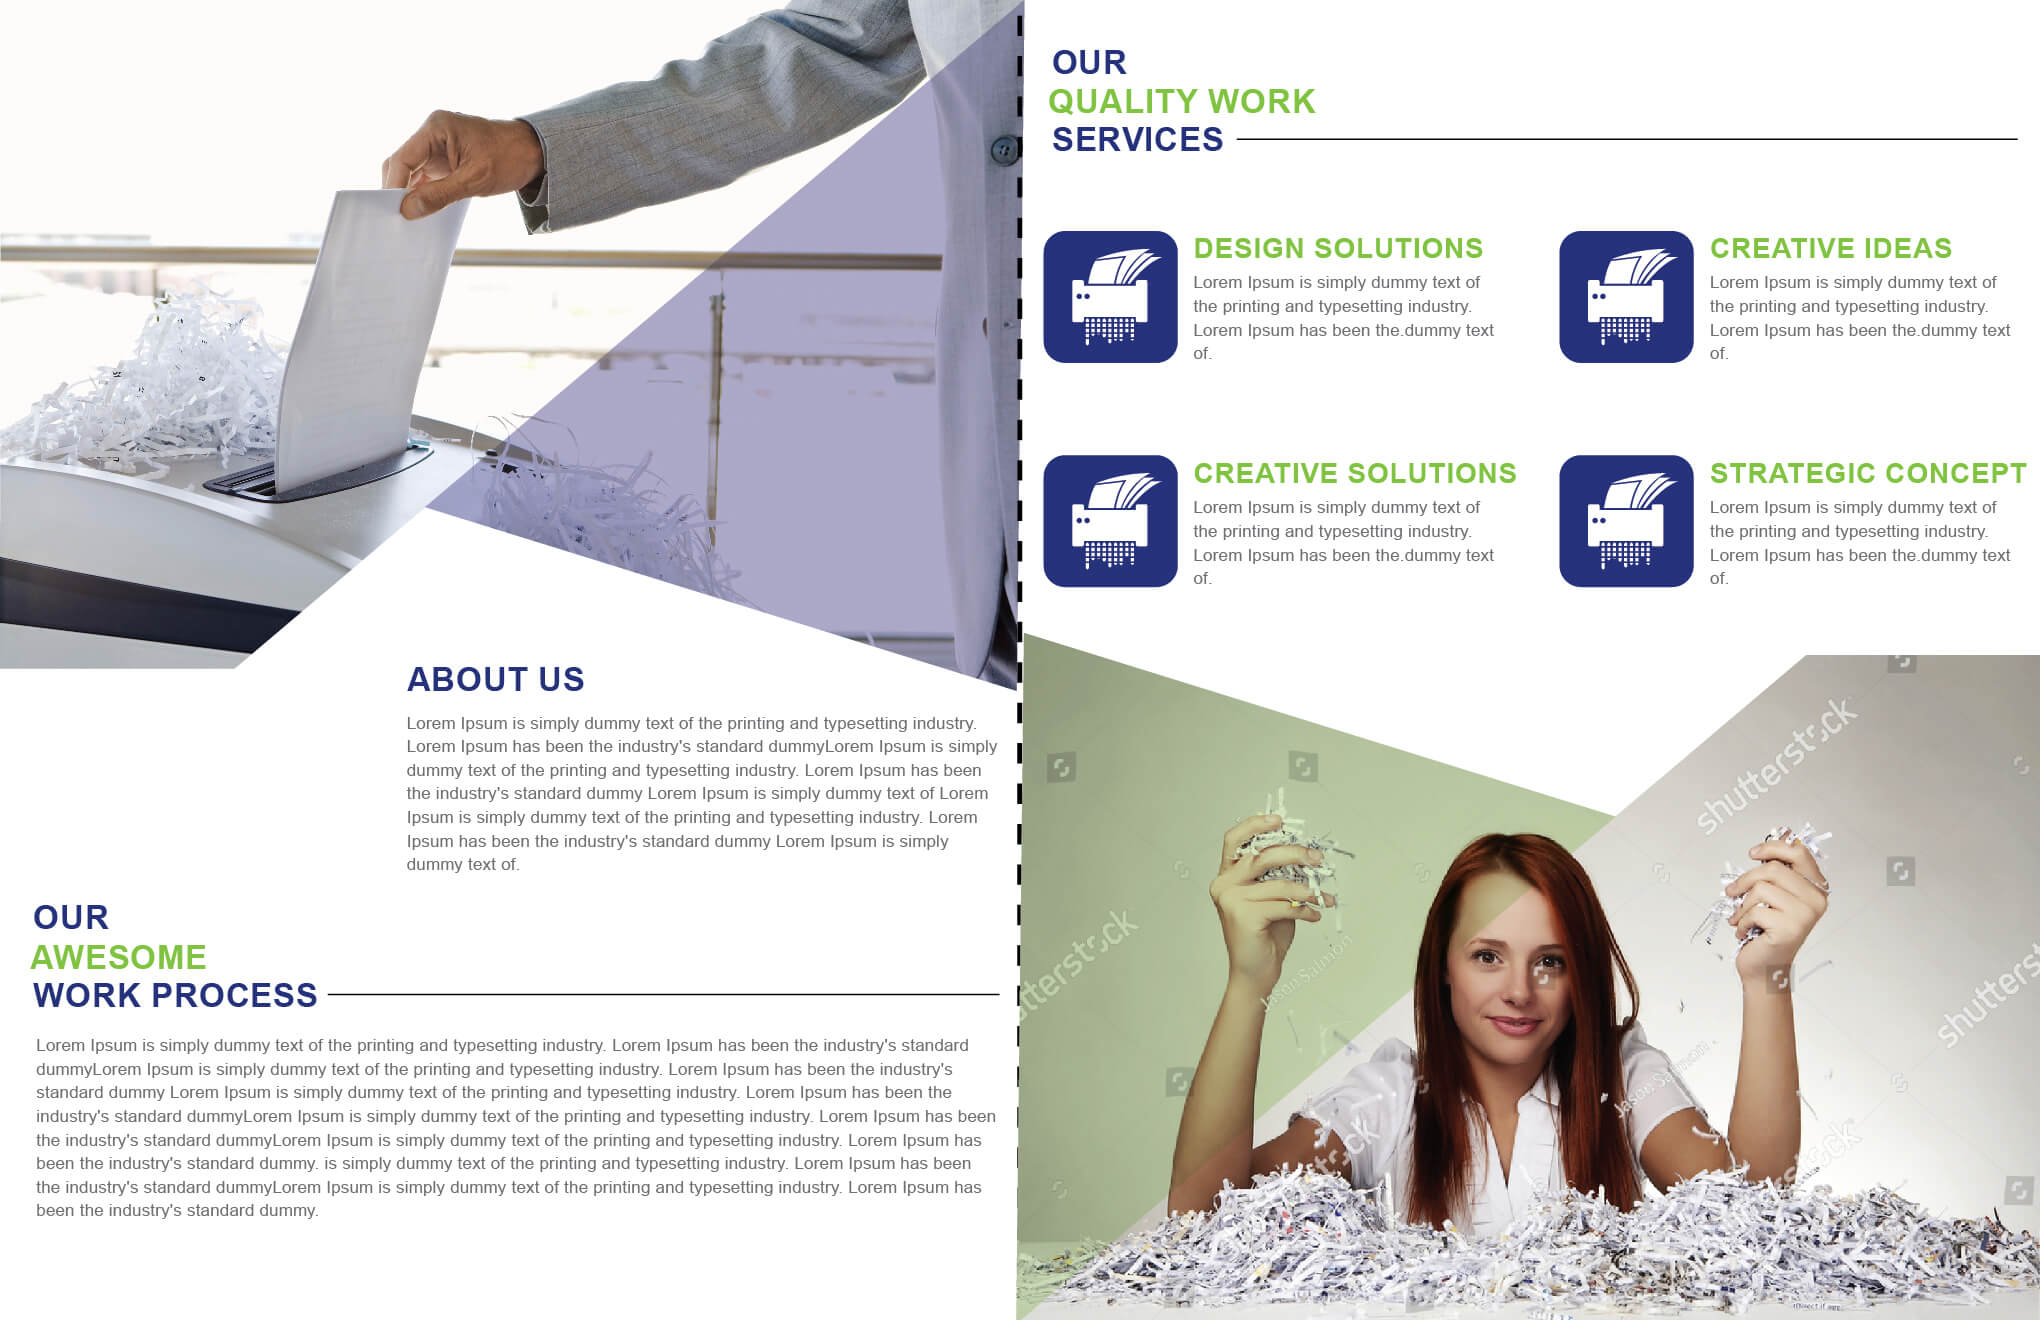 ABOUT US
Lorem Ipsum is simply dummy text of the printing and typesetting industry.
Lorem Ipsum has been the industry's standard dummyLorem Ipsum is simply
dummy text of the printing and typesetting industry. Lorem Ipsum has been
the industry's standard dummy Lorem Ipsum is simply dummy text of Lorem
Ipsum is simply dummy text of the printing and typesetting industry. Lorem
Ipsum has been the industry's standard dummy Lorem Ipsum is simply
dummy text of.
OUR
AWESOME
WORK PROCESS
Lorem Ipsum is simply dummy text of the printing and typesetting industry. Lorem Ipsum has been the industry's standard
dummyLorem Ipsum is simply dummy text of the printing and typesetting industry. Lorem Ipsum has been the industry's
standard dummy Lorem Ipsum is simply dummy text of the printing and typesetting industry. Lorem Ipsum has been the
industry's standard dummyLorem Ipsum is simply dummy text of the printing and typesetting industry. Lorem Ipsum has been
the industry's standard dummyLorem Ipsum is simply dummy text of the printing and typesetting industry. Lorem Ipsum has
been the industry's standard dummy. is simply dummy text of the printing and typesetting industry. Lorem Ipsum has been
the industry's standard dummyLorem Ipsum is simply dummy text of the printing and typesetting industry. Lorem Ipsum has
been the industry's standard dummy.
OUR
QUALITY WORK
SERVICES
DESIGN SOLUTIONS
Lorem Ipsum is simply dummy text of
the printing and typesetting industry.
Lorem Ipsum has been the.dummy text
of.
CREATIVE IDEAS
Lorem Ipsum is simply dummy text of
the printing and typesetting industry.
Lorem Ipsum has been the.dummy text
of.
CREATIVE SOLUTIONS
Lorem Ipsum is simply dummy text of
the printing and typesetting industry.
Lorem Ipsum has been the.dummy text
of.
STRATEGIC CONCEPT
Lorem Ipsum is simply dummy text of
the printing and typesetting industry.
Lorem Ipsum has been the.dummy text
of.
shutterstock
Jason Salmon
Jason Salmon